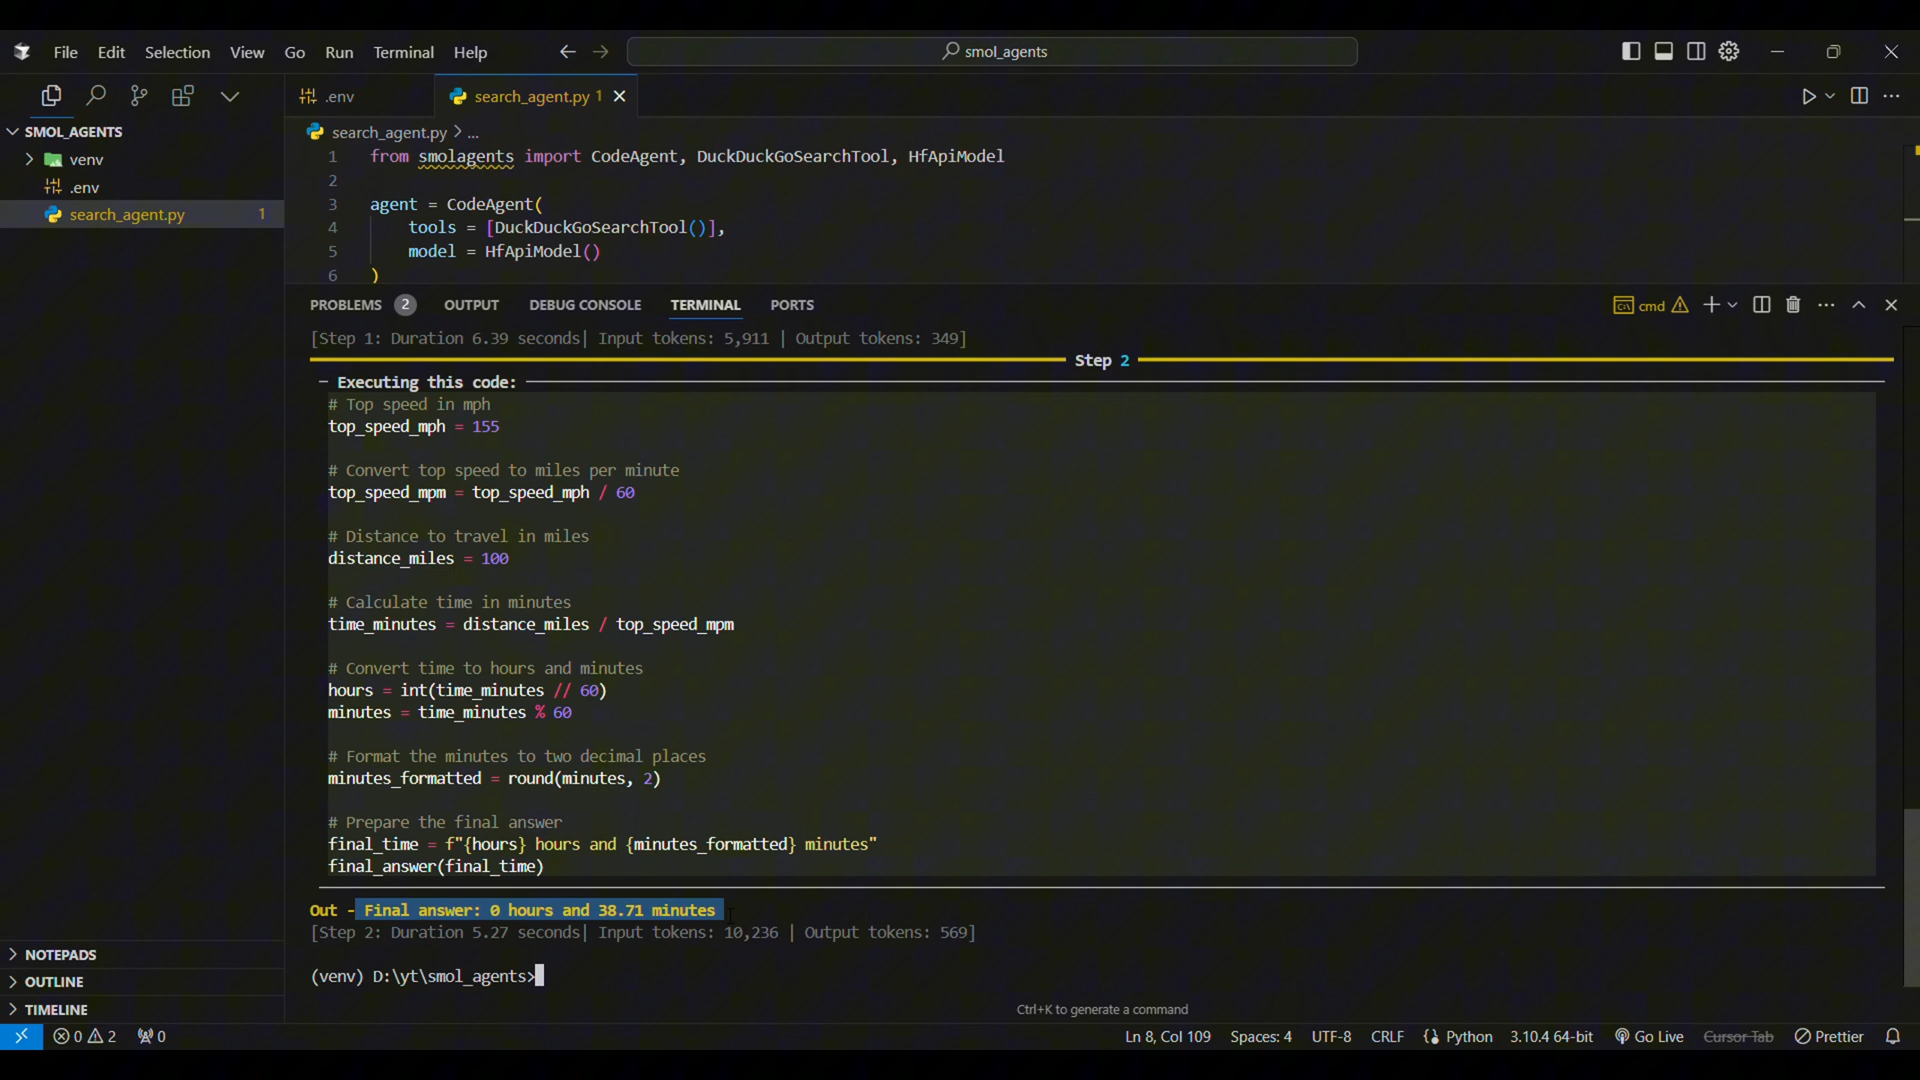 File Edit Selection View Go Run Terminal Help
smol_agents
.env
search_agent.py 1
SMOL_AGENTS
venv
.env
search_agent.py 1
search_agent.py > ...
1 from smolagents import CodeAgent, DuckDuckGoSearchTool, HfApiModel
2
3 agent = CodeAgent(
4 tools = [DuckDuckGoSearchTool()],
5 model = HfApiModel()
6 )
PROBLEMS 2 OUTPUT DEBUG CONSOLE TERMINAL PORTS
cmd
[Step 1: Duration 6.39 seconds| Input tokens: 5,911 | Output tokens: 349]
Step 2
Executing this code:
# Top speed in mph
top_speed_mph = 155
# Convert top speed to miles per minute
top_speed_mpm = top_speed_mph / 60
# Distance to travel in miles
distance_miles = 100
# Calculate time in minutes
time_minutes = distance_miles / top_speed_mpm
# Convert time to hours and minutes
hours = int(time_minutes // 60)
minutes = time_minutes % 60
# Format the minutes to two decimal places
minutes_formatted = round(minutes, 2)
# Prepare the final answer
final_time = f"{hours} hours and {minutes_formatted} minutes"
final_answer(final_time)
Out - Final answer: 0 hours and 38.71 minutes
[Step 2: Duration 5.27 seconds| Input tokens: 10,236 | Output tokens: 569]
(venv) D:\yt\smol_agents>
Ctrl+K to generate a command
NOTEPADS
OUTLINE
TIMELINE
0 2 0
Ln 8, Col 109 Spaces: 4 UTF-8 CRLF Python 3.10.4 64-bit Go Live Cursor Tab Prettier